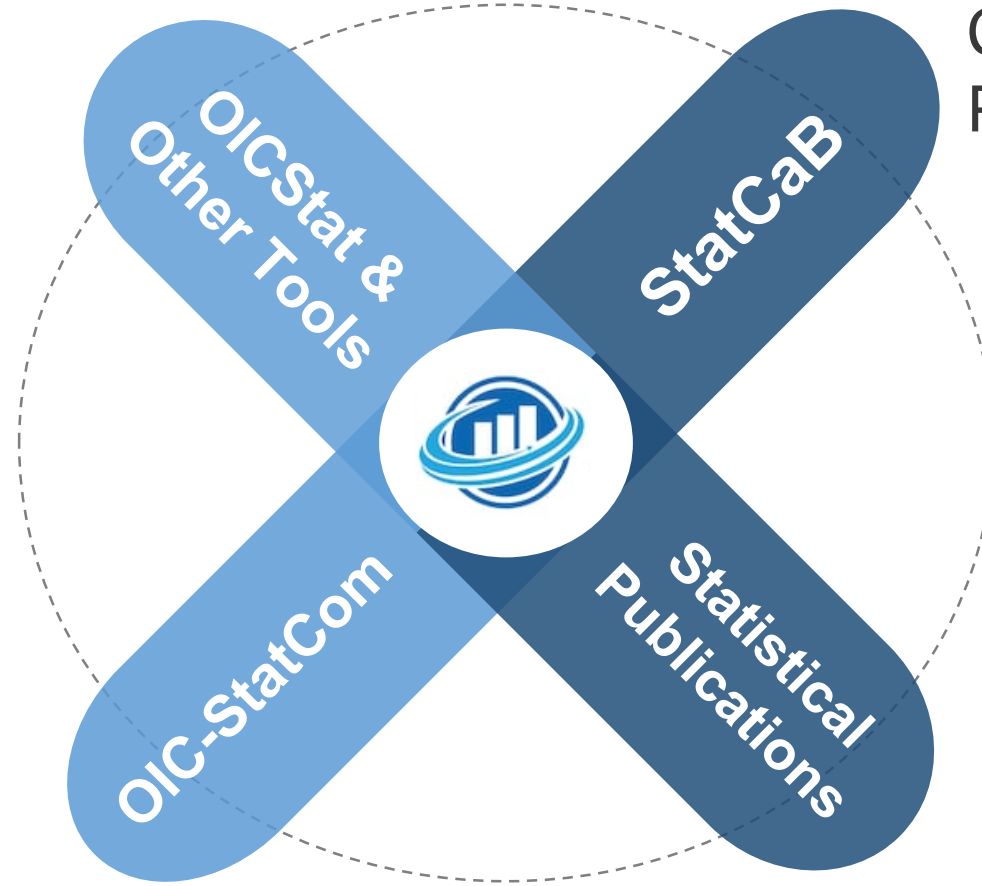 OICStat &
Other Tools
StatCaB
OIC-StatCom
Statistical
Publications